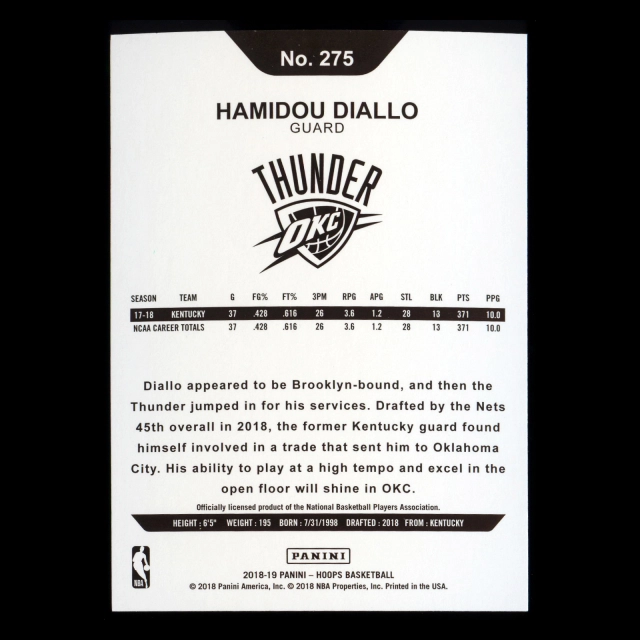 No. 275
HAMIDOU DIALLO
GUARD
THUNDER
OKC
SEASON TEAM G FG% FT% 3PM RPG APG STL BLK PTS PPG
17-18 KENTUCKY 37 .428 .616 26 3.6 1.2 28 13 371 10.0
NCAA CAREER TOTALS 37 .428 .616 26 3.6 1.2 28 13 371 10.0
Diallo appeared to be Brooklyn-bound, and then the
Thunder jumped in for his services. Drafted by the Nets
45th overall in 2018, the former Kentucky guard found
himself involved in a trade that sent him to Oklahoma
City. His ability to play at a high tempo and excel in the
open floor will shine in OKC.
Officially licensed product of the National Basketball Players Association.
HEIGHT : 6'5" WEIGHT : 195 BORN : 7/31/1998 DRAFTED : 2018 FROM : KENTUCKY
PANINI
NBA
2018-19 PANINI – HOOPS BASKETBALL
© 2018 Panini America, Inc. © 2018 NBA Properties, Inc. Printed in the USA.